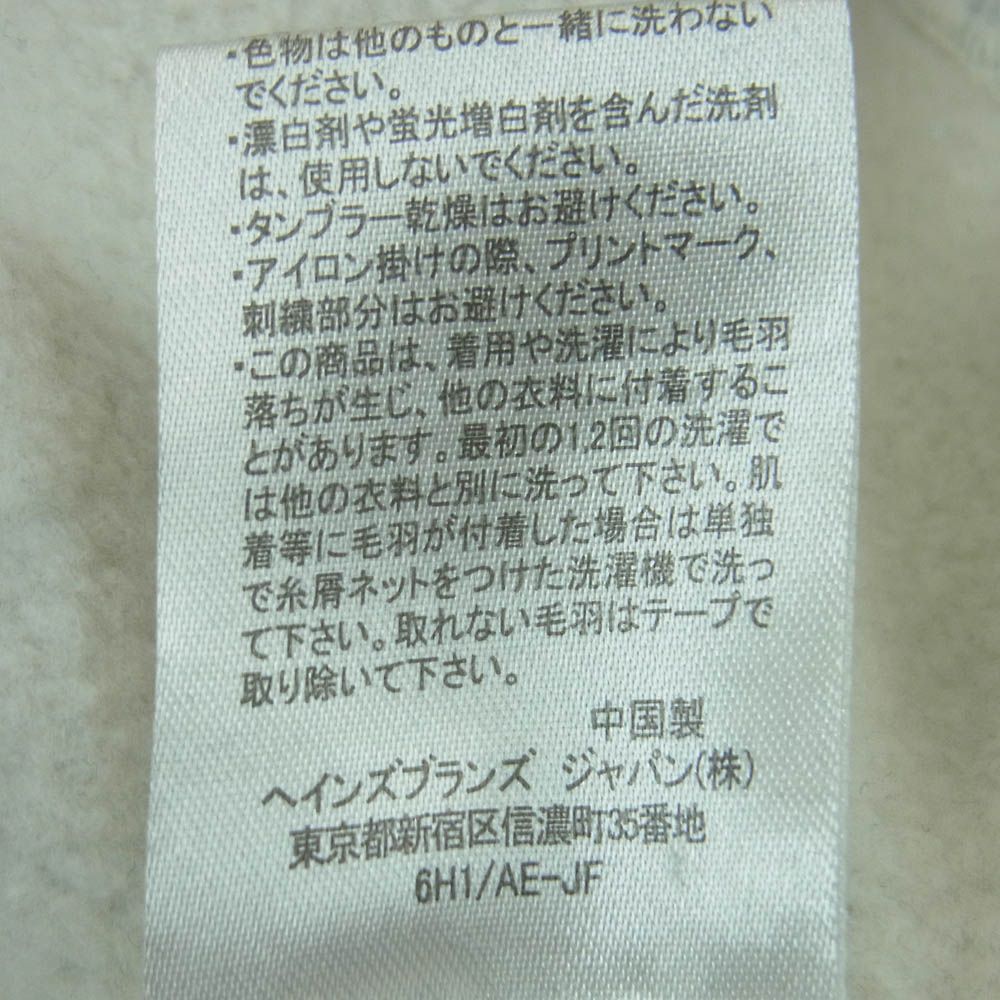 ・色物は他のものと一緒に洗わない
でください。
・漂白剤や蛍光増白剤を含んだ洗剤
は、使用しないでください。
・タンブラー乾燥はお避けください。
・アイロン掛けの際、プリントマーク、
刺繍部分はお避けください。
・この商品は、着用や洗濯により毛羽
落ちが生じ、他の衣料に付着するこ
とがあります。最初の1,2回の洗濯で
は他の衣料と別に洗って下さい。肌
着等に毛羽が付着した場合は単独
で糸屑ネットをつけた洗濯機で洗っ
て下さい。取れない毛羽はテープで
取り除いて下さい。
中国製
ヘインズブランズ ジャパン(株)
東京都新宿区信濃町35番地
6H1/AE-JF